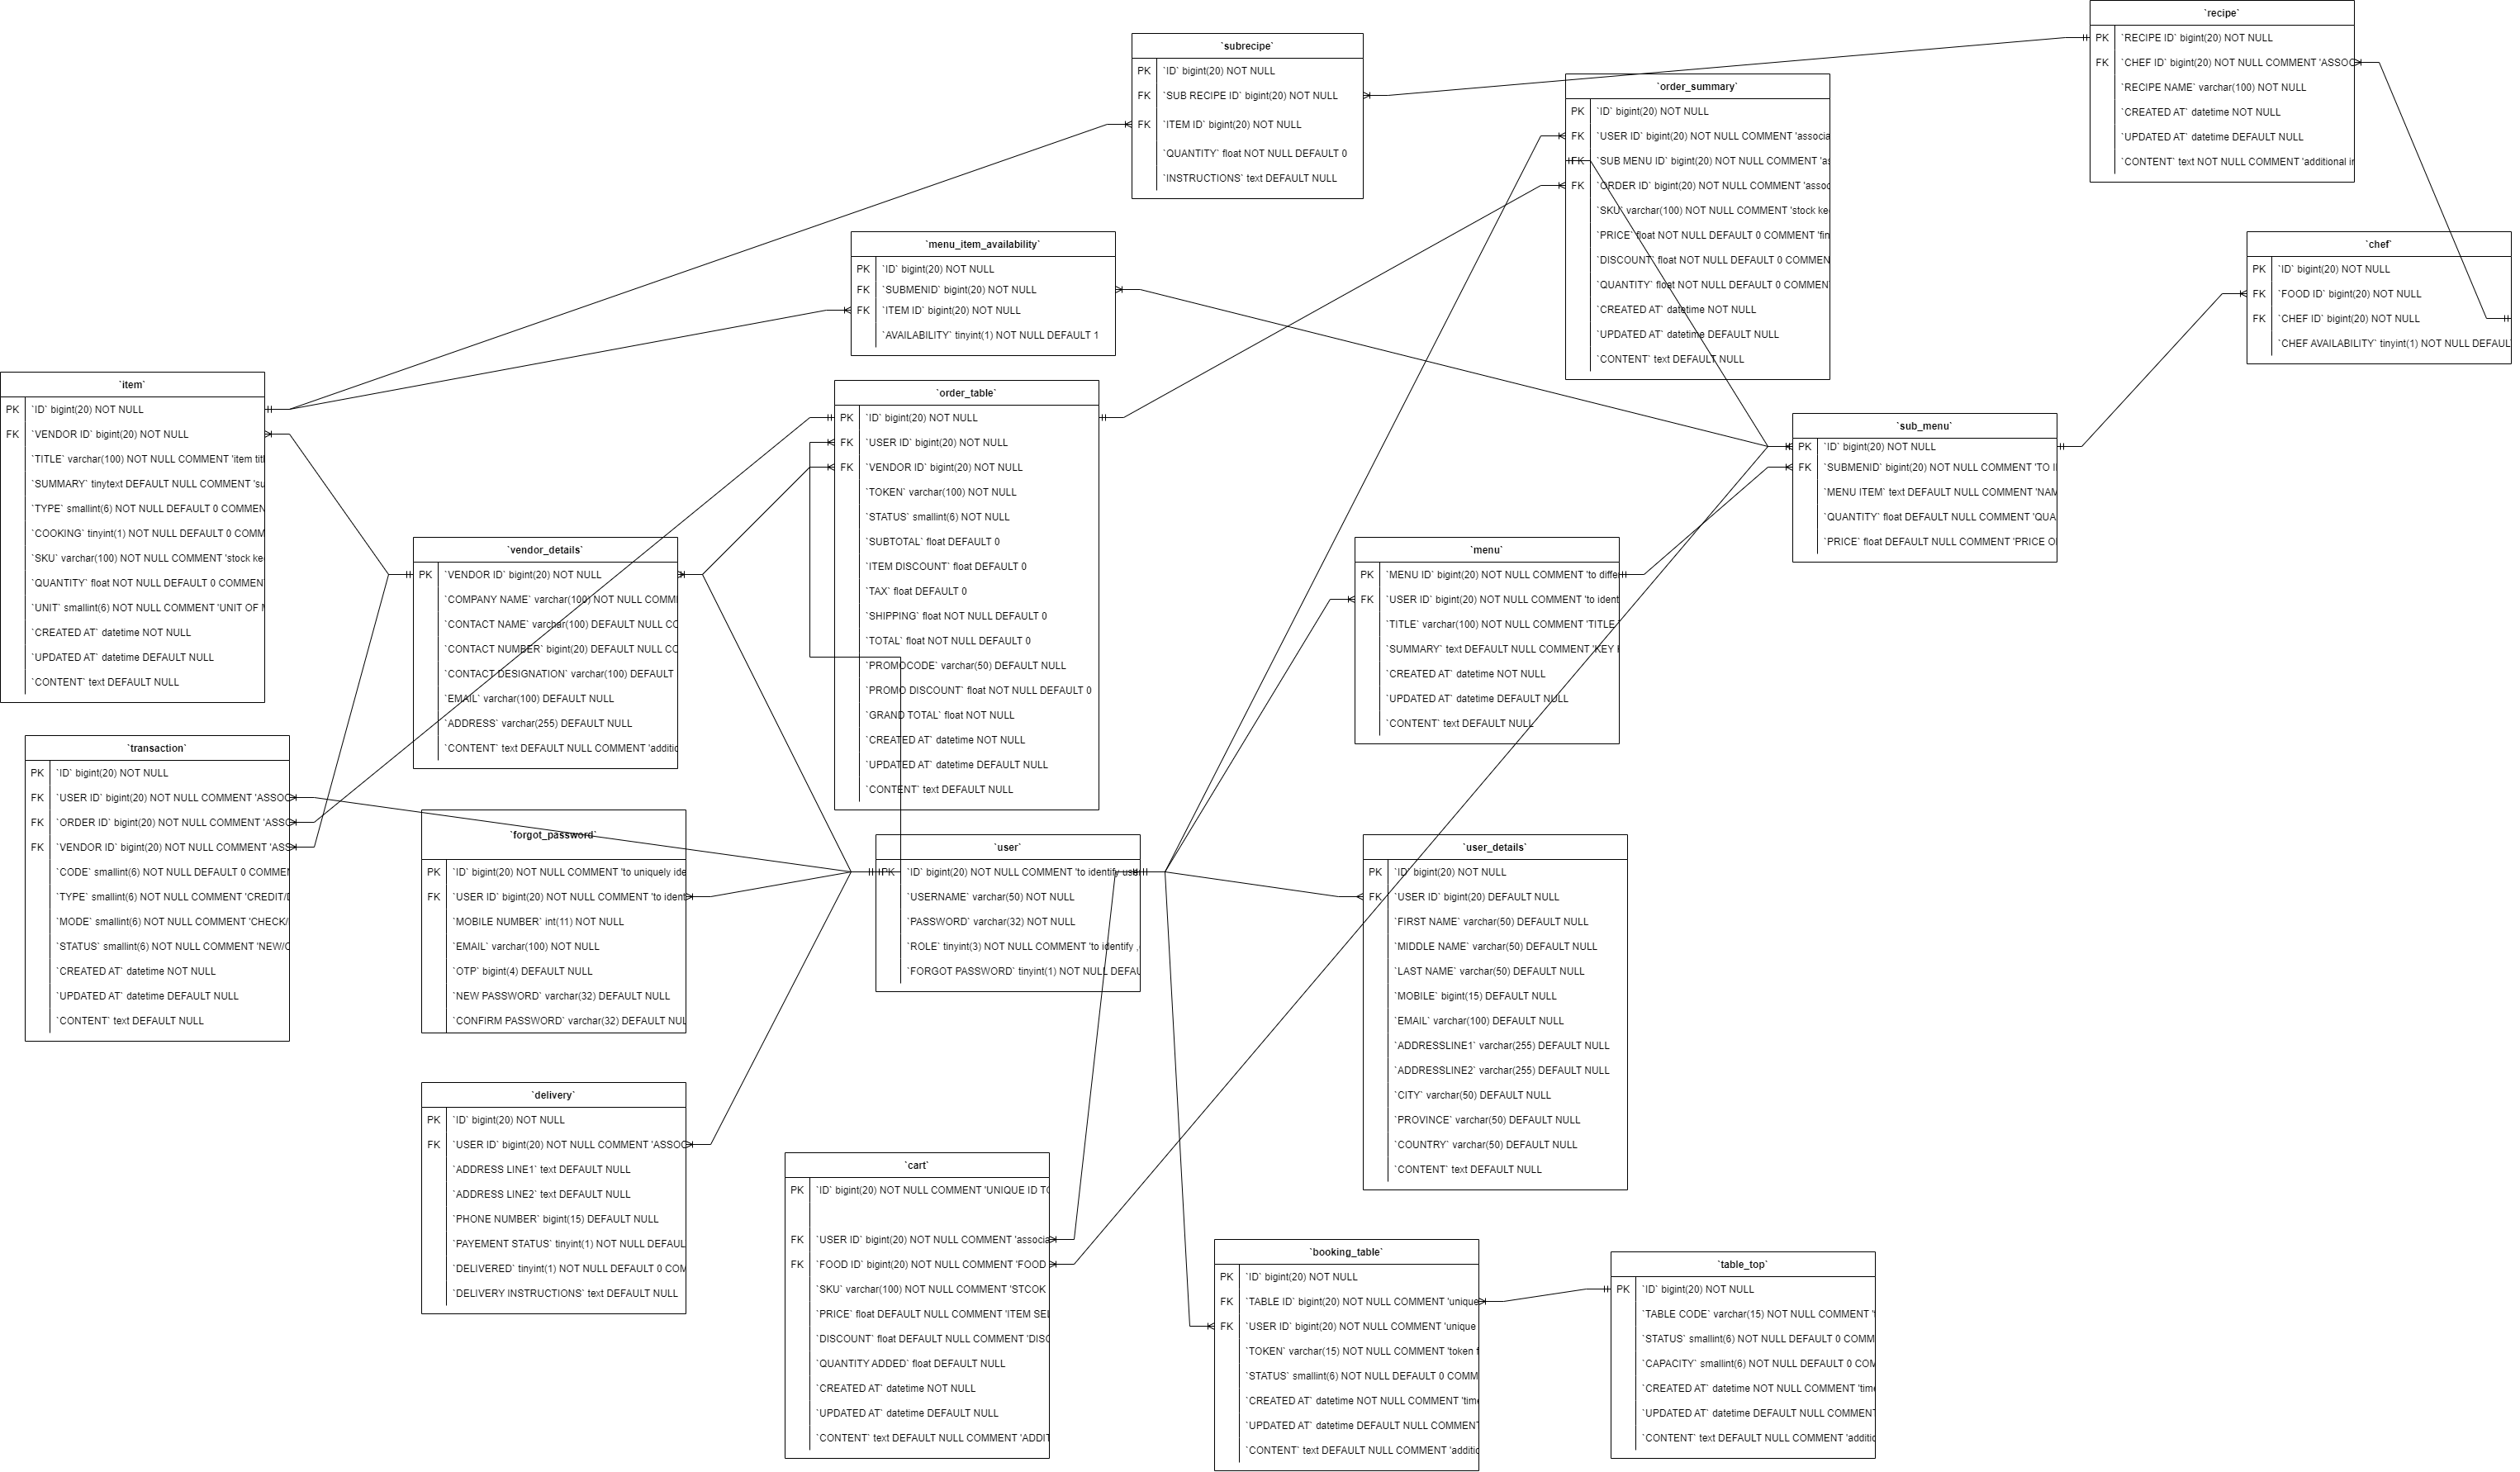 `recipe`
PK `RECIPE ID` bigint(20) NOT NULL
FK `CHEF ID` bigint(20) NOT NULL COMMENT 'ASSOC
`RECIPE NAME` varchar(100) NOT NULL
`CREATED AT` datetime NOT NULL
`UPDATED AT` datetime DEFAULT NULL
`CONTENT` text NOT NULL COMMENT 'additional in
`subrecipe`
PK `ID` bigint(20) NOT NULL
FK `SUB RECIPE ID` bigint(20) NOT NULL
FK `ITEM ID` bigint(20) NOT NULL
`QUANTITY` float NOT NULL DEFAULT 0
`INSTRUCTIONS` text DEFAULT NULL
`order_summary`
PK `ID` bigint(20) NOT NULL
FK `USER ID` bigint(20) NOT NULL COMMENT 'associa
FK `SUB MENU ID` bigint(20) NOT NULL COMMENT 'as
FK `ORDER ID` bigint(20) NOT NULL COMMENT 'assoc
`SKU` varchar(100) NOT NULL COMMENT 'stock ke
`PRICE` float NOT NULL DEFAULT 0 COMMENT 'fin
`DISCOUNT` float NOT NULL DEFAULT 0 COMMEN
`QUANTITY` float NOT NULL DEFAULT 0 COMMENT
`CREATED AT` datetime NOT NULL
`UPDATED AT` datetime DEFAULT NULL
`CONTENT` text DEFAULT NULL
`menu_item_availability`
PK `ID` bigint(20) NOT NULL
FK `SUBMENID` bigint(20) NOT NULL
FK `ITEM ID` bigint(20) NOT NULL
`AVAILABILITY` tinyint(1) NOT NULL DEFAULT 1
`chef`
PK `ID` bigint(20) NOT NULL
FK `FOOD ID` bigint(20) NOT NULL
FK `CHEF ID` bigint(20) NOT NULL
`CHEF AVAILABILITY` tinyint(1) NOT NULL DEFAUL
`item`
PK `ID` bigint(20) NOT NULL
FK `VENDOR ID` bigint(20) NOT NULL
`TITLE` varchar(100) NOT NULL COMMENT 'item titl
`SUMMARY` tinytext DEFAULT NULL COMMENT 'su
`TYPE` smallint(6) NOT NULL DEFAULT 0 COMMEN
`COOKING` tinyint(1) NOT NULL DEFAULT 0 COMM
`SKU` varchar(100) NOT NULL COMMENT 'stock ke
`QUANTITY` float NOT NULL DEFAULT 0 COMMENT
`UNIT` smallint(6) NOT NULL COMMENT 'UNIT OF M
`CREATED AT` datetime NOT NULL
`UPDATED AT` datetime DEFAULT NULL
`CONTENT` text DEFAULT NULL
`order_table`
PK `ID` bigint(20) NOT NULL
FK `USER ID` bigint(20) NOT NULL
FK `VENDOR ID` bigint(20) NOT NULL
`TOKEN` varchar(100) NOT NULL
`STATUS` smallint(6) NOT NULL
`SUBTOTAL` float DEFAULT 0
`ITEM DISCOUNT` float DEFAULT 0
`TAX` float DEFAULT 0
`SHIPPING` float NOT NULL DEFAULT 0
`TOTAL` float NOT NULL DEFAULT 0
`PROMOCODE` varchar(50) DEFAULT NULL
`PROMO DISCOUNT` float NOT NULL DEFAULT 0
`GRAND TOTAL` float NOT NULL
`CREATED AT` datetime NOT NULL
`UPDATED AT` datetime DEFAULT NULL
`CONTENT` text DEFAULT NULL
`sub_menu`
PK `ID` bigint(20) NOT NULL
FK `SUBMENID` bigint(20) NOT NULL COMMENT 'TO I
`MENU ITEM` text DEFAULT NULL COMMENT 'NAM
`QUANTITY` float DEFAULT NULL COMMENT 'QUA
`PRICE` float DEFAULT NULL COMMENT 'PRICE O
`vendor_details`
PK `VENDOR ID` bigint(20) NOT NULL
`COMPANY NAME` varchar(100) NOT NULL COMM
`CONTACT NAME` varchar(100) DEFAULT NULL CO
`CONTACT NUMBER` bigint(20) DEFAULT NULL CO
`CONTACT DESIGNATION` varchar(100) DEFAULT
`EMAIL` varchar(100) DEFAULT NULL
`ADDRESS` varchar(255) DEFAULT NULL
`CONTENT` text DEFAULT NULL COMMENT 'additio
`menu`
PK `MENU ID` bigint(20) NOT NULL COMMENT 'to diffe
FK `USER ID` bigint(20) NOT NULL COMMENT 'to ident
`TITLE` varchar(100) NOT NULL COMMENT 'TITLE
`SUMMARY` text DEFAULT NULL COMMENT 'KEY
`CREATED AT` datetime NOT NULL
`UPDATED AT` datetime DEFAULT NULL
`CONTENT` text DEFAULT NULL
`transaction`
PK `ID` bigint(20) NOT NULL
FK `USER ID` bigint(20) NOT NULL COMMENT 'ASSOC
FK `ORDER ID` bigint(20) NOT NULL COMMENT 'ASSO
FK `VENDOR ID` bigint(20) NOT NULL COMMENT 'ASS
`CODE` smallint(6) NOT NULL DEFAULT 0 COMMEN
`TYPE` smallint(6) NOT NULL COMMENT 'CREDIT/D
`MODE` smallint(6) NOT NULL COMMENT 'CHECK/
`STATUS` smallint(6) NOT NULL COMMENT 'NEW/C
`CREATED AT` datetime NOT NULL
`UPDATED AT` datetime DEFAULT NULL
`CONTENT` text DEFAULT NULL
`forgot_password`
PK `ID` bigint(20) NOT NULL COMMENT 'to uniquely ide
FK `USER ID` bigint(20) NOT NULL COMMENT 'to ident
`MOBILE NUMBER` int(11) NOT NULL
`EMAIL` varchar(100) NOT NULL
`OTP` bigint(4) DEFAULT NULL
`NEW PASSWORD` varchar(32) DEFAULT NULL
`CONFIRM PASSWORD` varchar(32) DEFAULT NUL
`user`
PK `ID` bigint(20) NOT NULL COMMENT 'to identify use
`USERNAME` varchar(50) NOT NULL
`PASSWORD` varchar(32) NOT NULL
`ROLE` tinyint(3) NOT NULL COMMENT 'to identify ,
`FORGOT PASSWORD` tinyint(1) NOT NULL DEFAU
`user_details`
PK `ID` bigint(20) NOT NULL
FK `USER ID` bigint(20) DEFAULT NULL
`FIRST NAME` varchar(50) DEFAULT NULL
`MIDDLE NAME` varchar(50) DEFAULT NULL
`LAST NAME` varchar(50) DEFAULT NULL
`MOBILE` bigint(15) DEFAULT NULL
`EMAIL` varchar(100) DEFAULT NULL
`ADDRESSLINE1` varchar(255) DEFAULT NULL
`ADDRESSLINE2` varchar(255) DEFAULT NULL
`CITY` varchar(50) DEFAULT NULL
`PROVINCE` varchar(50) DEFAULT NULL
`COUNTRY` varchar(50) DEFAULT NULL
`CONTENT` text DEFAULT NULL
`delivery`
PK `ID` bigint(20) NOT NULL
FK `USER ID` bigint(20) NOT NULL COMMENT 'ASSOC
`ADDRESS LINE1` text DEFAULT NULL
`ADDRESS LINE2` text DEFAULT NULL
`PHONE NUMBER` bigint(15) DEFAULT NULL
`PAYEMENT STATUS` tinyint(1) NOT NULL DEFAUL
`DELIVERED` tinyint(1) NOT NULL DEFAULT 0 COM
`DELIVERY INSTRUCTIONS` text DEFAULT NULL
`cart`
PK `ID` bigint(20) NOT NULL COMMENT 'UNIQUE ID TO
FK `USER ID` bigint(20) NOT NULL COMMENT 'associa
FK `FOOD ID` bigint(20) NOT NULL COMMENT 'FOOD
`SKU` varchar(100) NOT NULL COMMENT 'STCOK
`PRICE` float DEFAULT NULL COMMENT 'ITEM SEL
`DISCOUNT` float DEFAULT NULL COMMENT 'DISC
`QUANTITY ADDED` float DEFAULT NULL
`CREATED AT` datetime NOT NULL
`UPDATED AT` datetime DEFAULT NULL
`CONTENT` text DEFAULT NULL COMMENT 'ADDIT
`booking_table`
PK `ID` bigint(20) NOT NULL
FK `TABLE ID` bigint(20) NOT NULL COMMENT 'unique
FK `USER ID` bigint(20) NOT NULL COMMENT 'unique
`TOKEN` varchar(15) NOT NULL COMMENT 'token f
`STATUS` smallint(6) NOT NULL DEFAULT 0 COMM
`CREATED AT` datetime NOT NULL COMMENT 'time
`UPDATED AT` datetime DEFAULT NULL COMMENT
`CONTENT` text DEFAULT NULL COMMENT 'additio
`table_top`
PK `ID` bigint(20) NOT NULL
`TABLE CODE` varchar(15) NOT NULL COMMENT 't
`STATUS` smallint(6) NOT NULL DEFAULT 0 COMM
`CAPACITY` smallint(6) NOT NULL DEFAULT 0 COM
`CREATED AT` datetime NOT NULL COMMENT 'time
`UPDATED AT` datetime DEFAULT NULL COMMENT
`CONTENT` text DEFAULT NULL COMMENT 'additio